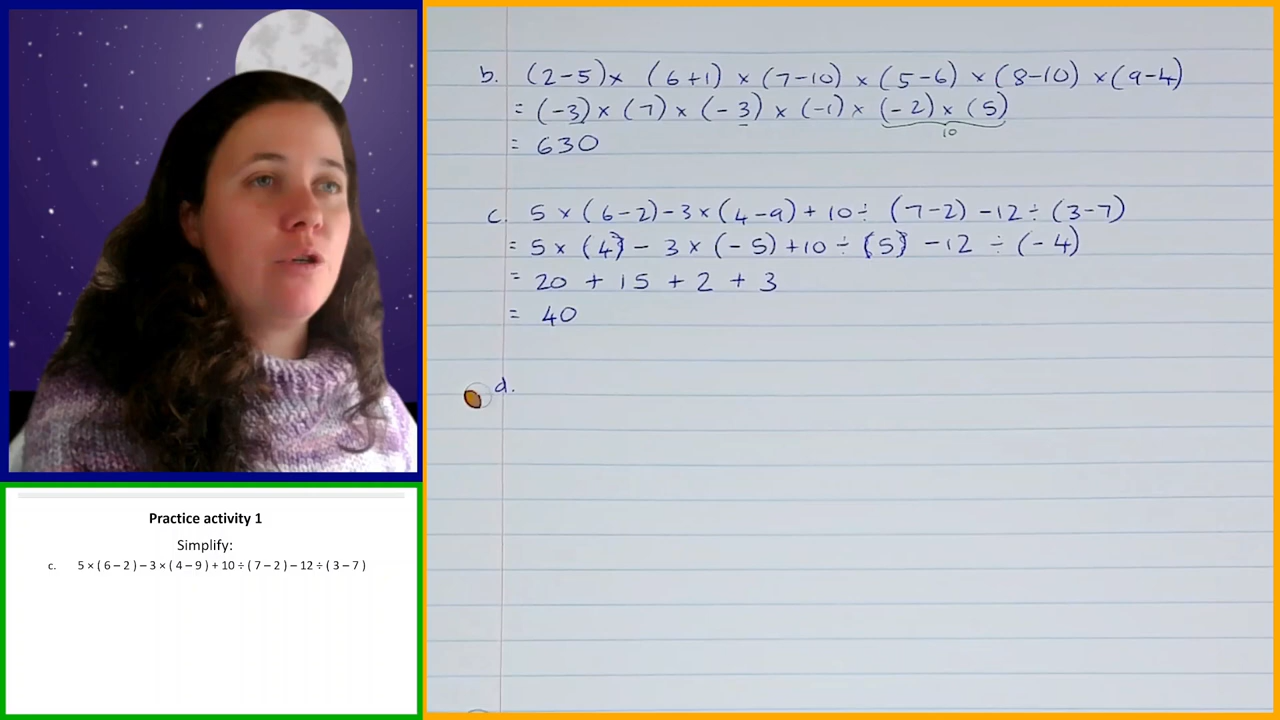 b. (2-5)× (6+1) × (7-10) × (5-6) × (8-10) × (9-4)
= (-3) × (7) × (-3) × (-1) × (-2) × (5)
10
= 630
c. 5 × (6-2) - 3 × (4-9) + 10 ÷ (7-2) - 12 ÷ (3-7)
= 5 × (4) - 3 × (-5) + 10 ÷ (5) - 12 ÷ (-4)
= 20 + 15 + 2 + 3
= 40
d.
Practice activity 1
Simplify:
c. 5 × ( 6 – 2 ) – 3 × ( 4 – 9 ) + 10 ÷ ( 7 – 2 ) – 12 ÷ ( 3 – 7 )